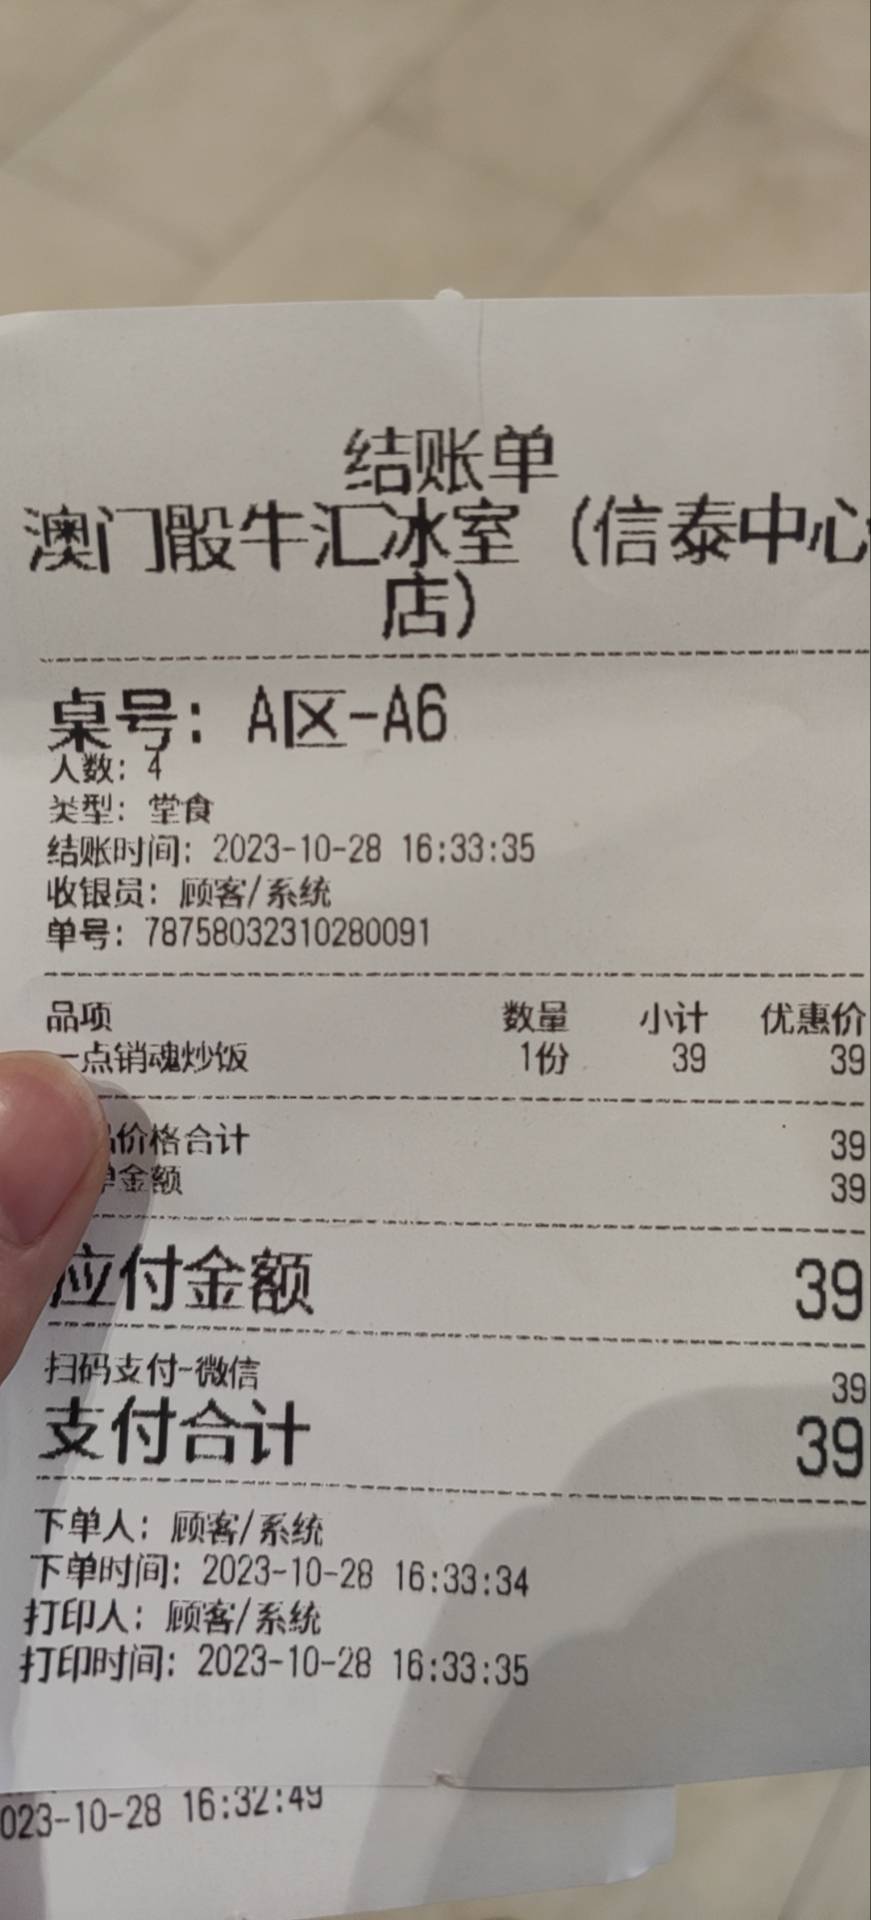 结账单
澳门骰牛汇冰室（信泰中心
店）
桌号：A区-A6
人数：4
类型：堂食
结账时间：2023-10-28 16:33:35
收银员：顾客/系统
单号：78758032310280091
品项 数量 小计 优惠价
一点销魂炒饭 1份 39 39
价格合计 39
单金额 39
应付金额 39
扫码支付-微信 39
支付合计 39
下单人：顾客/系统
下单时间：2023-10-28 16:33:34
打印人：顾客/系统
打印时间：2023-10-28 16:33:35
023-10-28 16:32:49